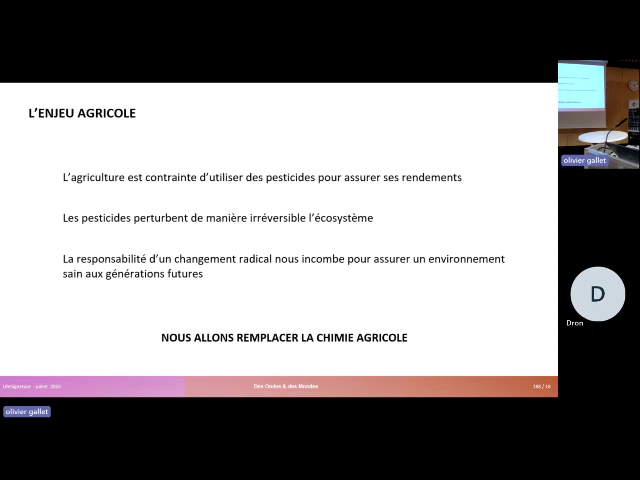 L'ENJEU AGRICOLE
L'agriculture est contrainte d'utiliser des pesticides pour assurer ses rendements
Les pesticides perturbent de manière irréversible l'écosystème
La responsabilité d'un changement radical nous incombe pour assurer un environnement
sain aux générations futures
NOUS ALLONS REMPLACER LA CHIMIE AGRICOLE
Des Ondes & des Mondes
olivier gallet
olivier gallet
D
Dron